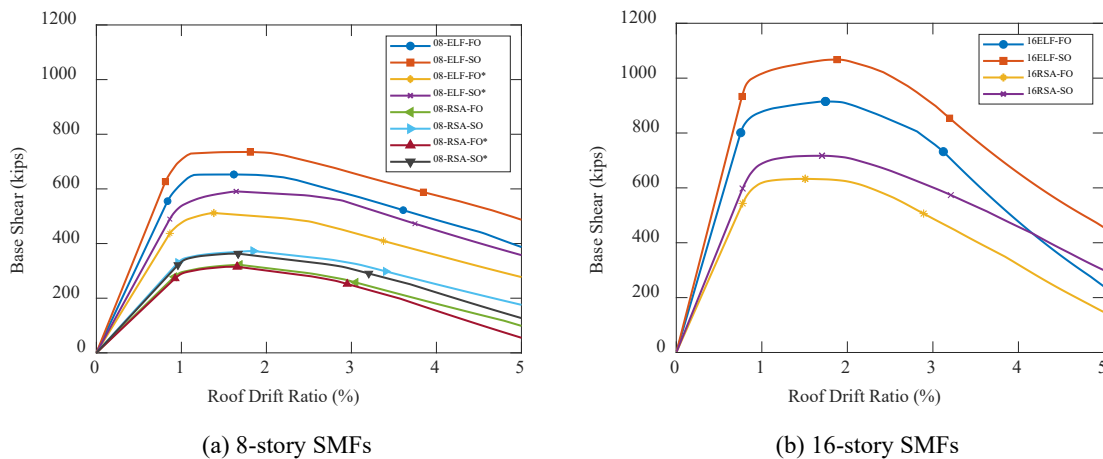 1200
1000
800
600
400
200
0
Base Shear (kips)
0 1 2 3 4 5
Roof Drift Ratio (%)
08-ELF-FO
08-ELF-SO
08-ELF-FO*
08-ELF-SO*
08-RSA-FO
08-RSA-SO
08-RSA-FO*
08-RSA-SO*
(a) 8-story SMFs
1000
800
600
400
200
0
Base Shear (kips)
0 1 2 3 4 5
Roof Drift Ratio (%)
16ELF-FO
16ELF-SO
16RSA-FO
16RSA-SO
(b) 16-story SMFs